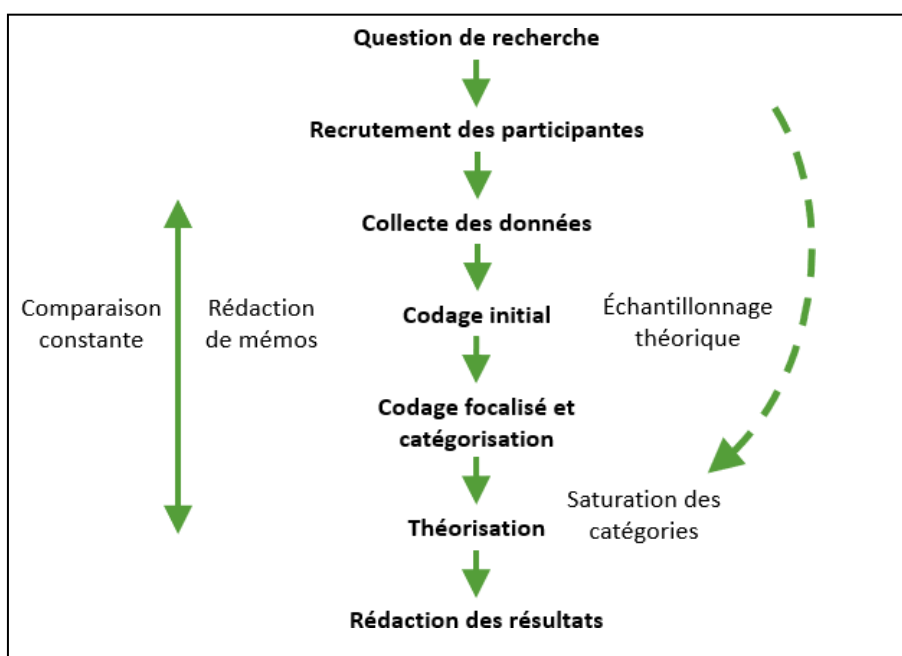 Question de recherche
Recrutement des participantes
Collecte des données
Comparaison
constante
Rédaction
de mémos
Codage initial
Échantillonnage
théorique
Codage focalisé et
catégorisation
Saturation des
catégories
Théorisation
Rédaction des résultats